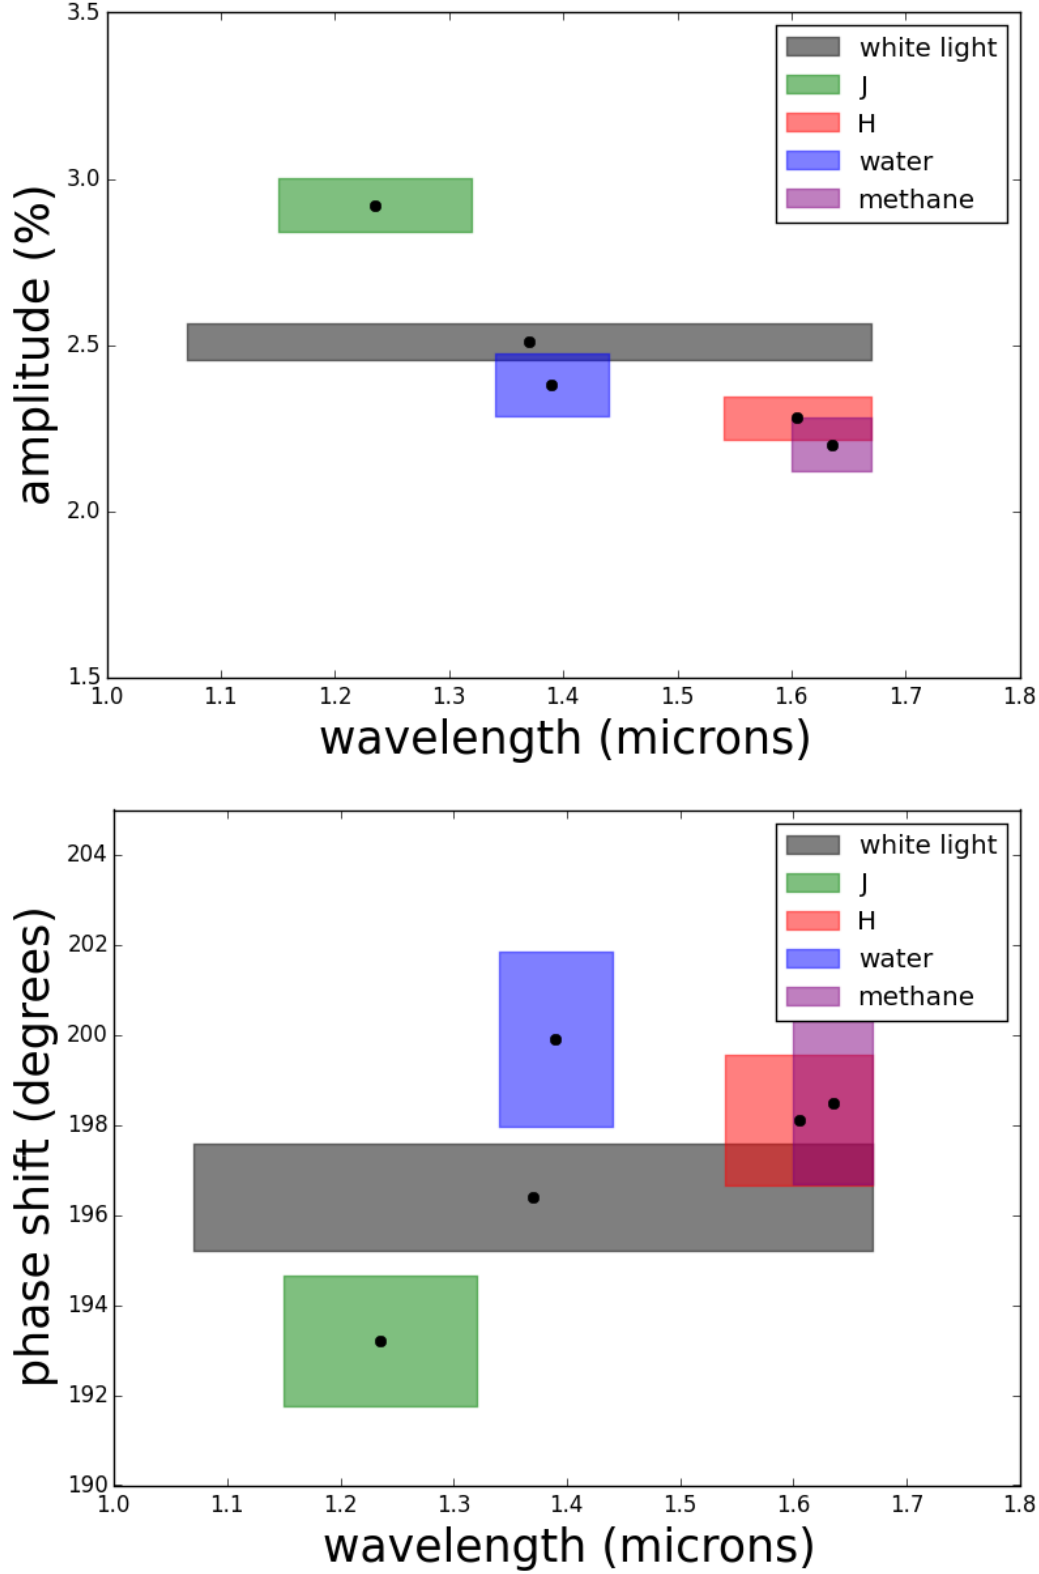 3.5
3.0
2.5
2.0
1.5
amplitude (%)
white light
J
H
water
methane
1.0 1.1 1.2 1.3 1.4 1.5 1.6 1.7 1.8
wavelength (microns)
204
202
200
198
196
194
192
190
phase shift (degrees)
white light
J
H
water
methane
1.0 1.1 1.2 1.3 1.4 1.5 1.6 1.7 1.8
wavelength (microns)